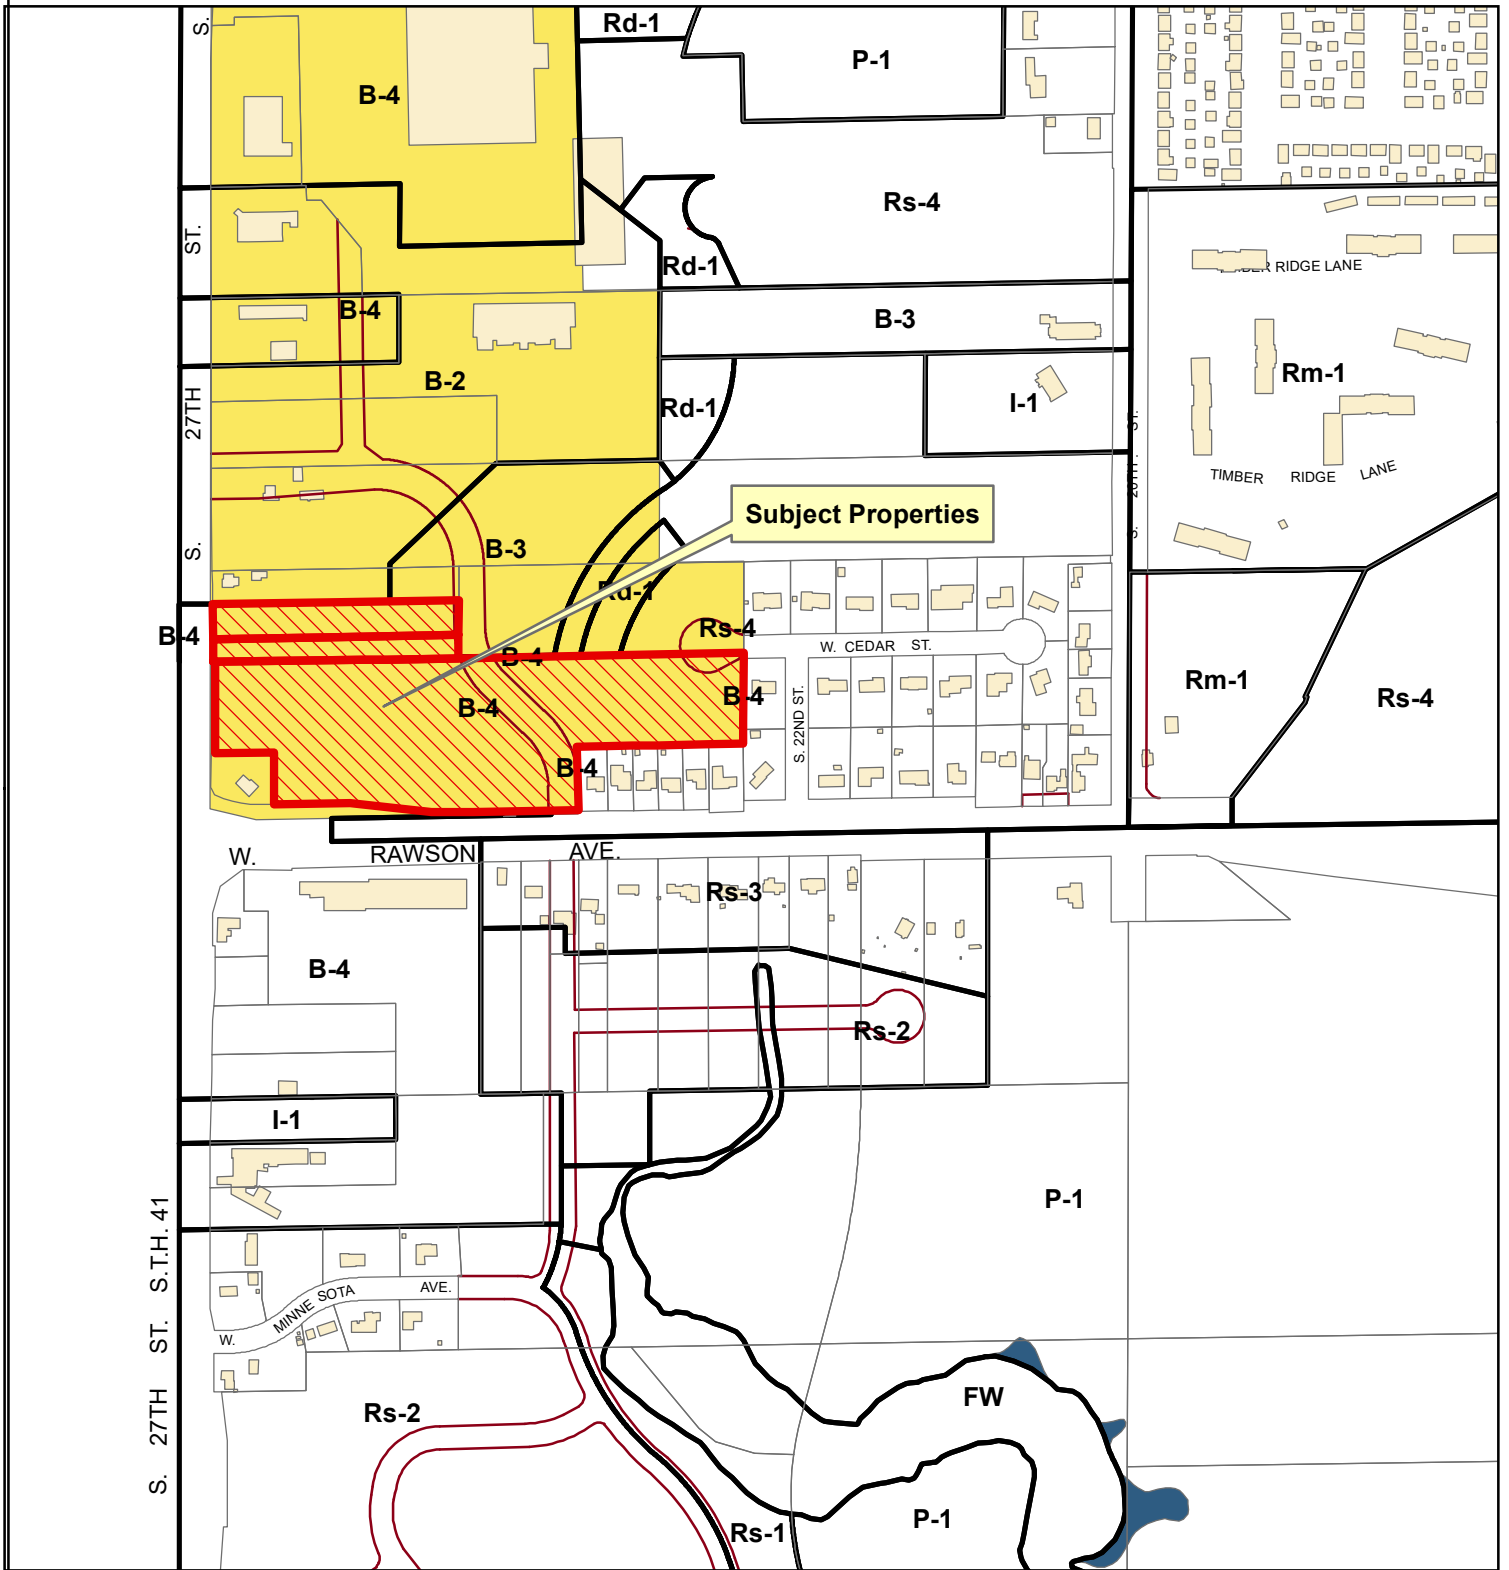 S.
Rd-1
P-1
B-4
Rs-4
ST.
Rd-1
RIDGE LANE
B-4
B-3
B-2
Rm-1
27TH
Rd-1
I-1
ST.
TIMBER RIDGE LANE
Subject Properties
S.
S.
B-3
Rd-1
Rs-4
B-4
W. CEDAR ST.
B-4
Rm-1
B-4
B-4
Rs-4
S. 22ND ST.
B-4
W. RAWSON AVE.
Rs-3
B-4
Rs-2
I-1
P-1
S. 27TH ST. S.T.H. 41
W. MINNE SOTA AVE.
FW
Rs-2
P-1
Rs-1